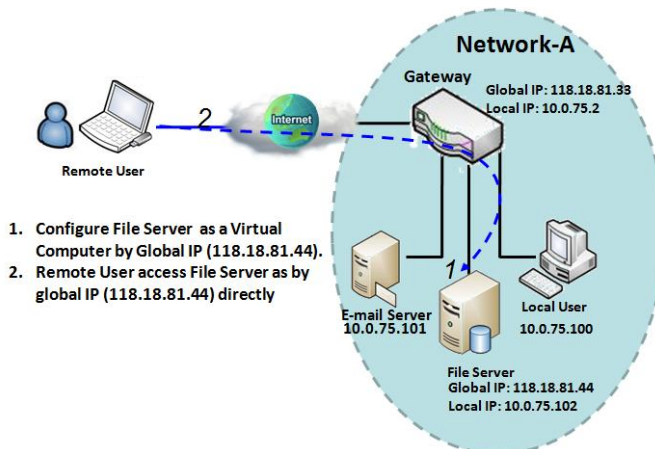 Network-A
Gateway
Global IP: 118.18.81.33
Local IP: 10.0.75.2
2
Internet
Remote User
1. Configure File Server as a Virtual
Computer by Global IP (118.18.81.44).
2. Remote User access File Server as by
global IP (118.18.81.44) directly
1
E-mail Server
10.0.75.101
Local User
10.0.75.100
File Server
Global IP: 118.18.81.44
Local IP: 10.0.75.102